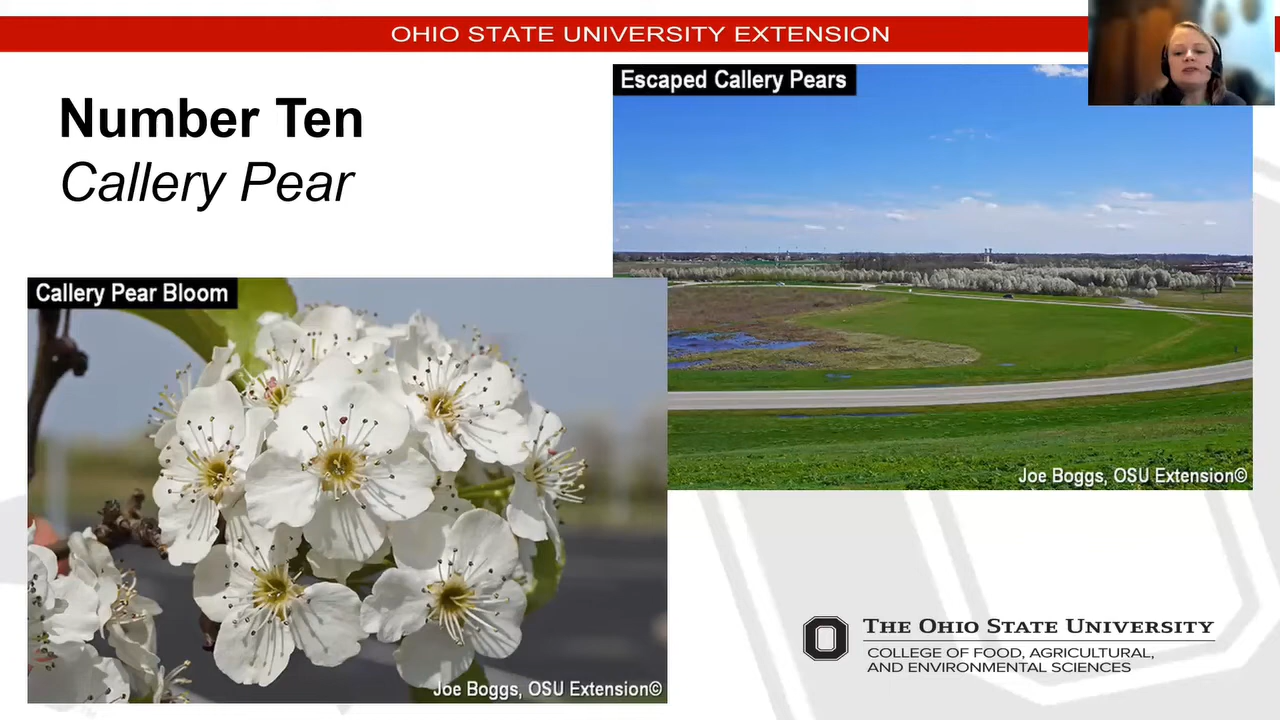 OHIO STATE UNIVERSITY EXTENSION
Number Ten
Callery Pear
Escaped Callery Pears
Joe Boggs, OSU Extension©
Callery Pear Bloom
Joe Boggs, OSU Extension©
THE OHIO STATE UNIVERSITY
COLLEGE OF FOOD, AGRICULTURAL,
AND ENVIRONMENTAL SCIENCES